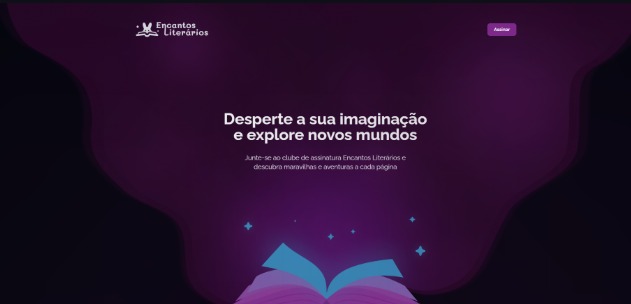 Encantos
Literários
Assinar
Desperte a sua imaginação
e explore novos mundos
Junte-se ao clube de assinatura Encantos Literários e
descubra maravilhas e aventuras a cada página